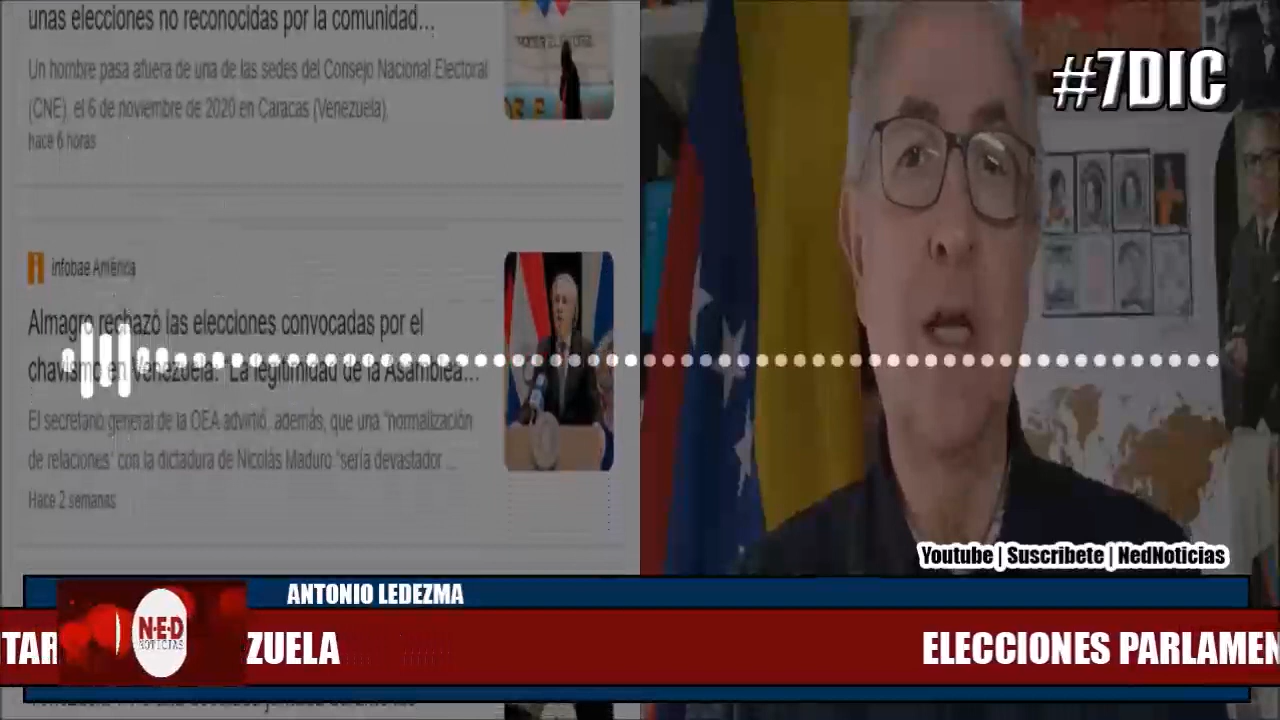 unas elecciones no reconocidas por la comunidad...
Un hombre pasa afuera de una de las sedes del Consejo Nacional Electoral
(CNE), el 6 de noviembre de 2020 en Caracas (Venezuela).
hace 6 horas
infobae América
Almagro rechazó las elecciones convocadas por el
chavismo en Venezuela: "La legitimidad de la Asamblea...
El secretario general de la OEA advirtió, además, que una "normalización
de relaciones" con la dictadura de Nicolás Maduro "sería devastador ...
Hace 2 semanas
#7DIC
Youtube | Suscribete | NedNoticias
ANTONIO LEDEZMA
N·E·D
NOTICIAS
TAR ZUELA ELECCIONES PARLAMEN